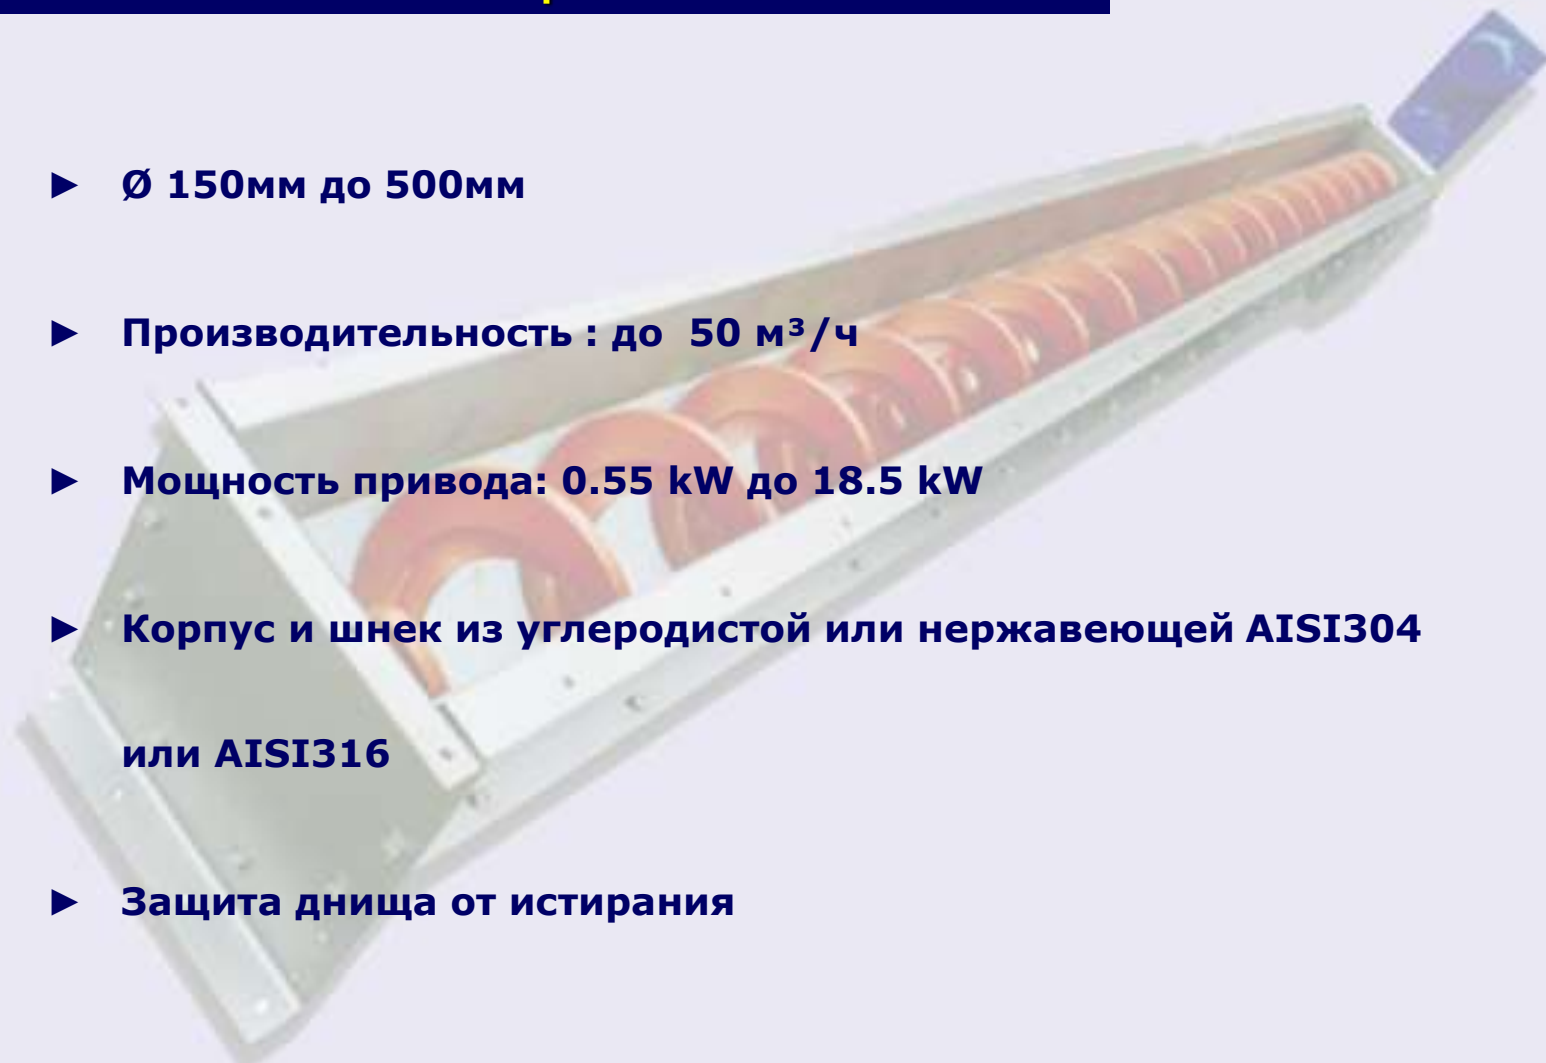 ► Ø 150мм до 500мм
► Производительность : до 50 м³/ч
► Мощность привода: 0.55 kW до 18.5 kW
► Корпус и шнек из углеродистой или нержавеющей AISI304
или AISI316
► Защита днища от истирания